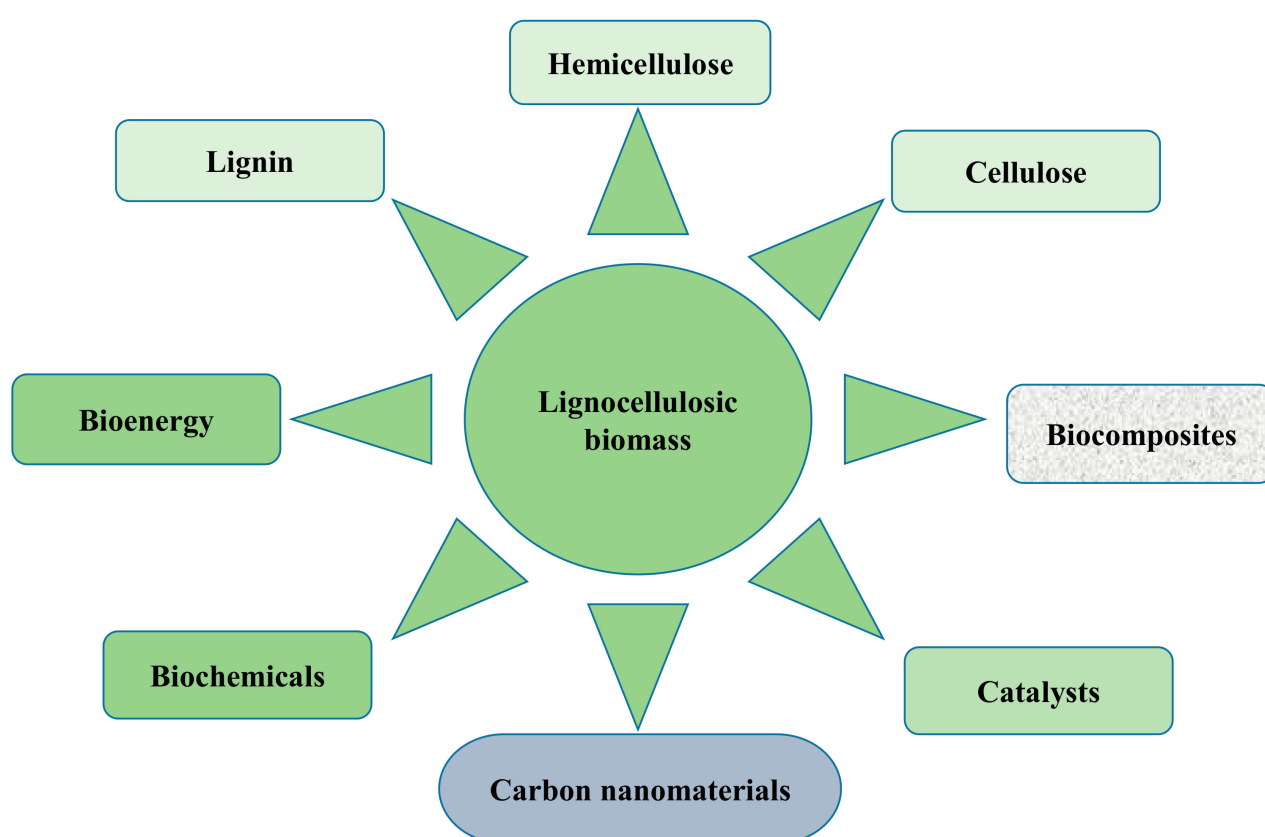 Hemicellulose
Lignin
Cellulose
Lignocellulosic
biomass
Bioenergy
Biocomposites
Biochemicals
Catalysts
Carbon nanomaterials